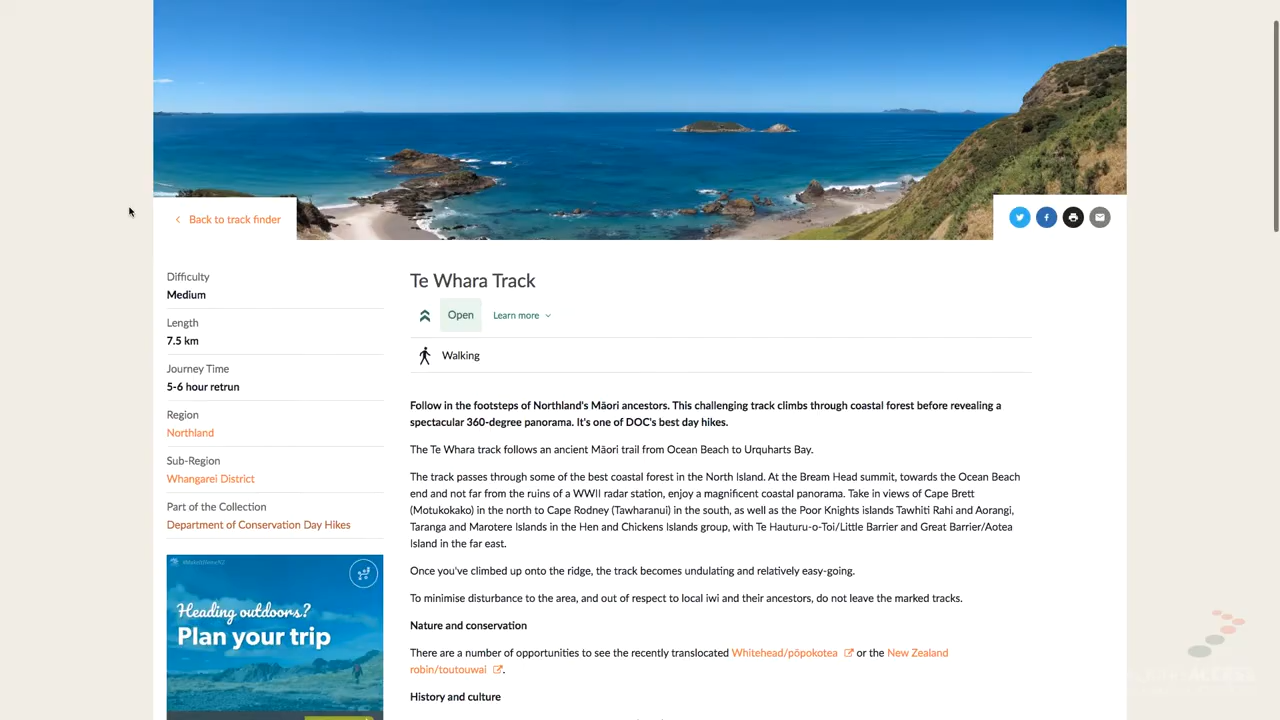 Back to track finder
Difficulty
Medium
Length
7.5 km
Journey Time
5-6 hour retrun
Region
Northland
Sub-Region
Whangarei District
Part of the Collection
Department of Conservation Day Hikes
#MakeItHomeNZ
Heading outdoors?
Plan your trip
Te Whara Track
Open Learn more
Walking
Follow in the footsteps of Northland's Māori ancestors. This challenging track climbs through coastal forest before revealing a
spectacular 360-degree panorama. It's one of DOC's best day hikes.
The Te Whara track follows an ancient Māori trail from Ocean Beach to Urquharts Bay.
The track passes through some of the best coastal forest in the North Island. At the Bream Head summit, towards the Ocean Beach
end and not far from the ruins of a WWII radar station, enjoy a magnificent coastal panorama. Take in views of Cape Brett
(Motukokako) in the north to Cape Rodney (Tawharanui) in the south, as well as the Poor Knights islands Tawhiti Rahi and Aorangi,
Taranga and Marotere Islands in the Hen and Chickens Islands group, with Te Hauturu-o-Toi/Little Barrier and Great Barrier/Aotea
Island in the far east.
Once you've climbed up onto the ridge, the track becomes undulating and relatively easy-going.
To minimise disturbance to the area, and out of respect to local iwi and their ancestors, do not leave the marked tracks.
Nature and conservation
There are a number of opportunities to see the recently translocated Whitehead/pōpokotea or the New Zealand
robin/toutouwai .
History and culture